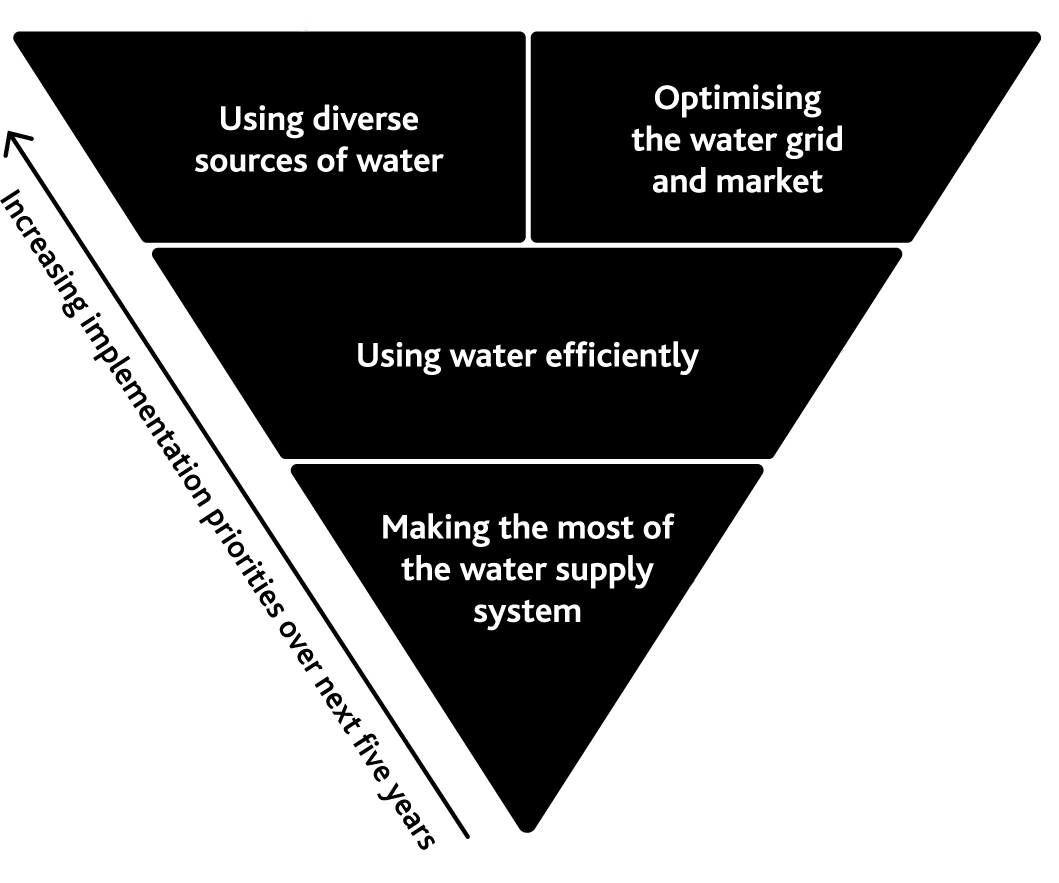 Using diverse
sources of water
Optimising
the water grid
and market
Using water efficiently
Making the most of
the water supply
system
Increasing implementation priorities over next five years